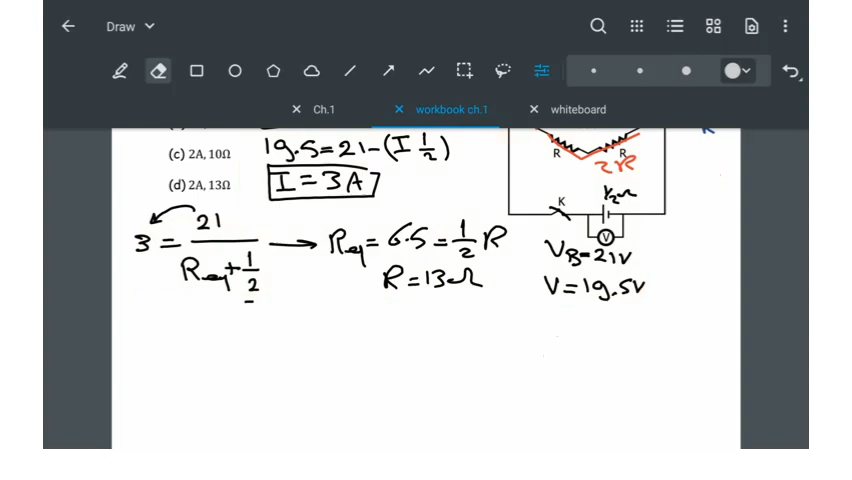 Draw
Ch.1
workbook ch.1
whiteboard
(c) 2A, 10Ω
(d) 2A, 13Ω
19.5 = 21 - (I 1/2)
I = 3A
3 = 21 / (Req + 1/2) → Req = 6.5 = 1/2 R
R = 13Ω
R
R
2R
K
1/2Ω
V
VB = 21V
V = 19.5V